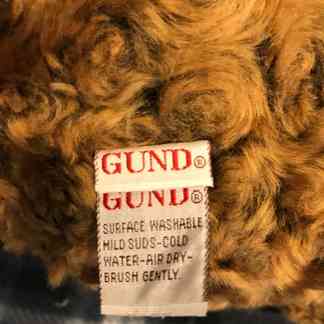 GUND®
GUND®
SURFACE WASHABLE
MILD SUDS-COLD
WATER-AIR DRY-
BRUSH GENTLY.